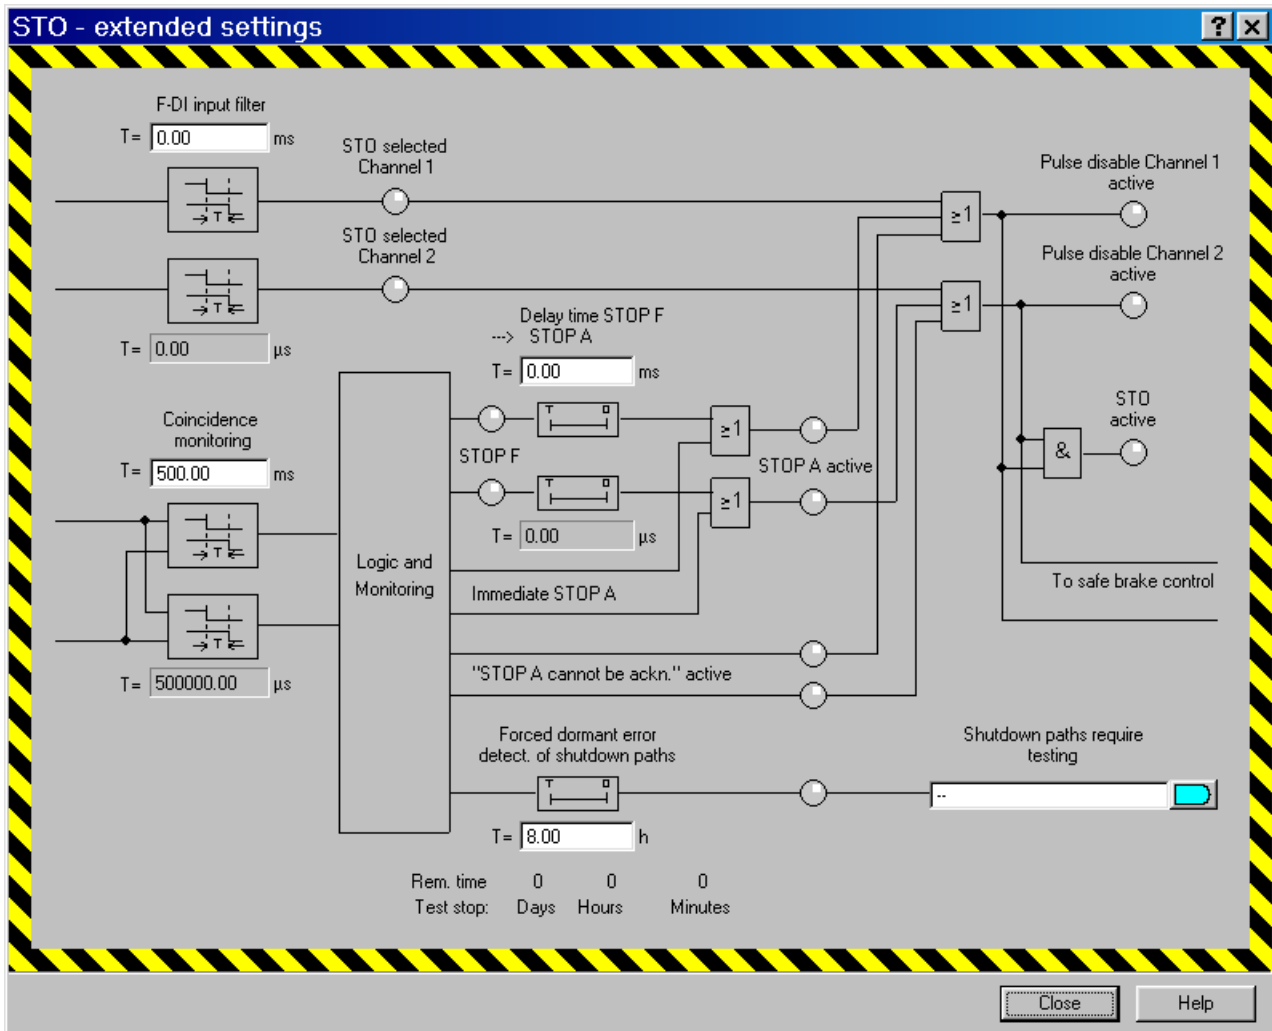 STO - extended settings
F-DI input filter
T= 0.00 ms
STO selected
Channel 1
Pulse disable Channel 1
active
T
≥1
STO selected
Channel 2
Pulse disable Channel 2
active
T
≥1
T= 0.00 µs
Delay time STOP F
---> STOP A
T= 0.00 ms
Coincidence
monitoring
T= 500.00 ms
T 0
≥1
STO
active
&
STOP F
STOP A active
T 0
≥1
T= 0.00 µs
T
Logic and
Monitoring
Immediate STOP A
To safe brake control
T
T= 500000.00 µs
"STOP A cannot be ackn." active
Forced dormant error
detect. of shutdown paths
Shutdown paths require
testing
T 0
--
T= 8.00 h
Rem. time 0 0 0
Test stop: Days Hours Minutes
Close
Help